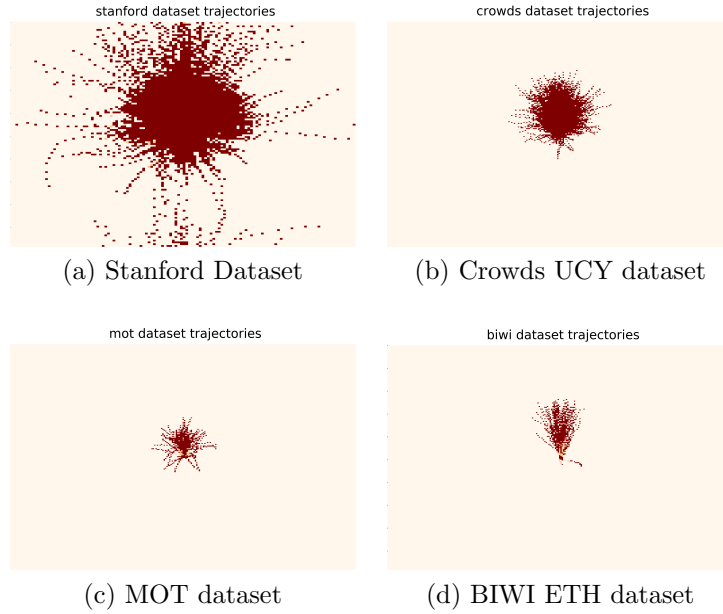 stanford dataset trajectories
crowds dataset trajectories
(a) Stanford Dataset
(b) Crowds UCY dataset
mot dataset trajectories
biwi dataset trajectories
(c) MOT dataset
(d) BIWI ETH dataset